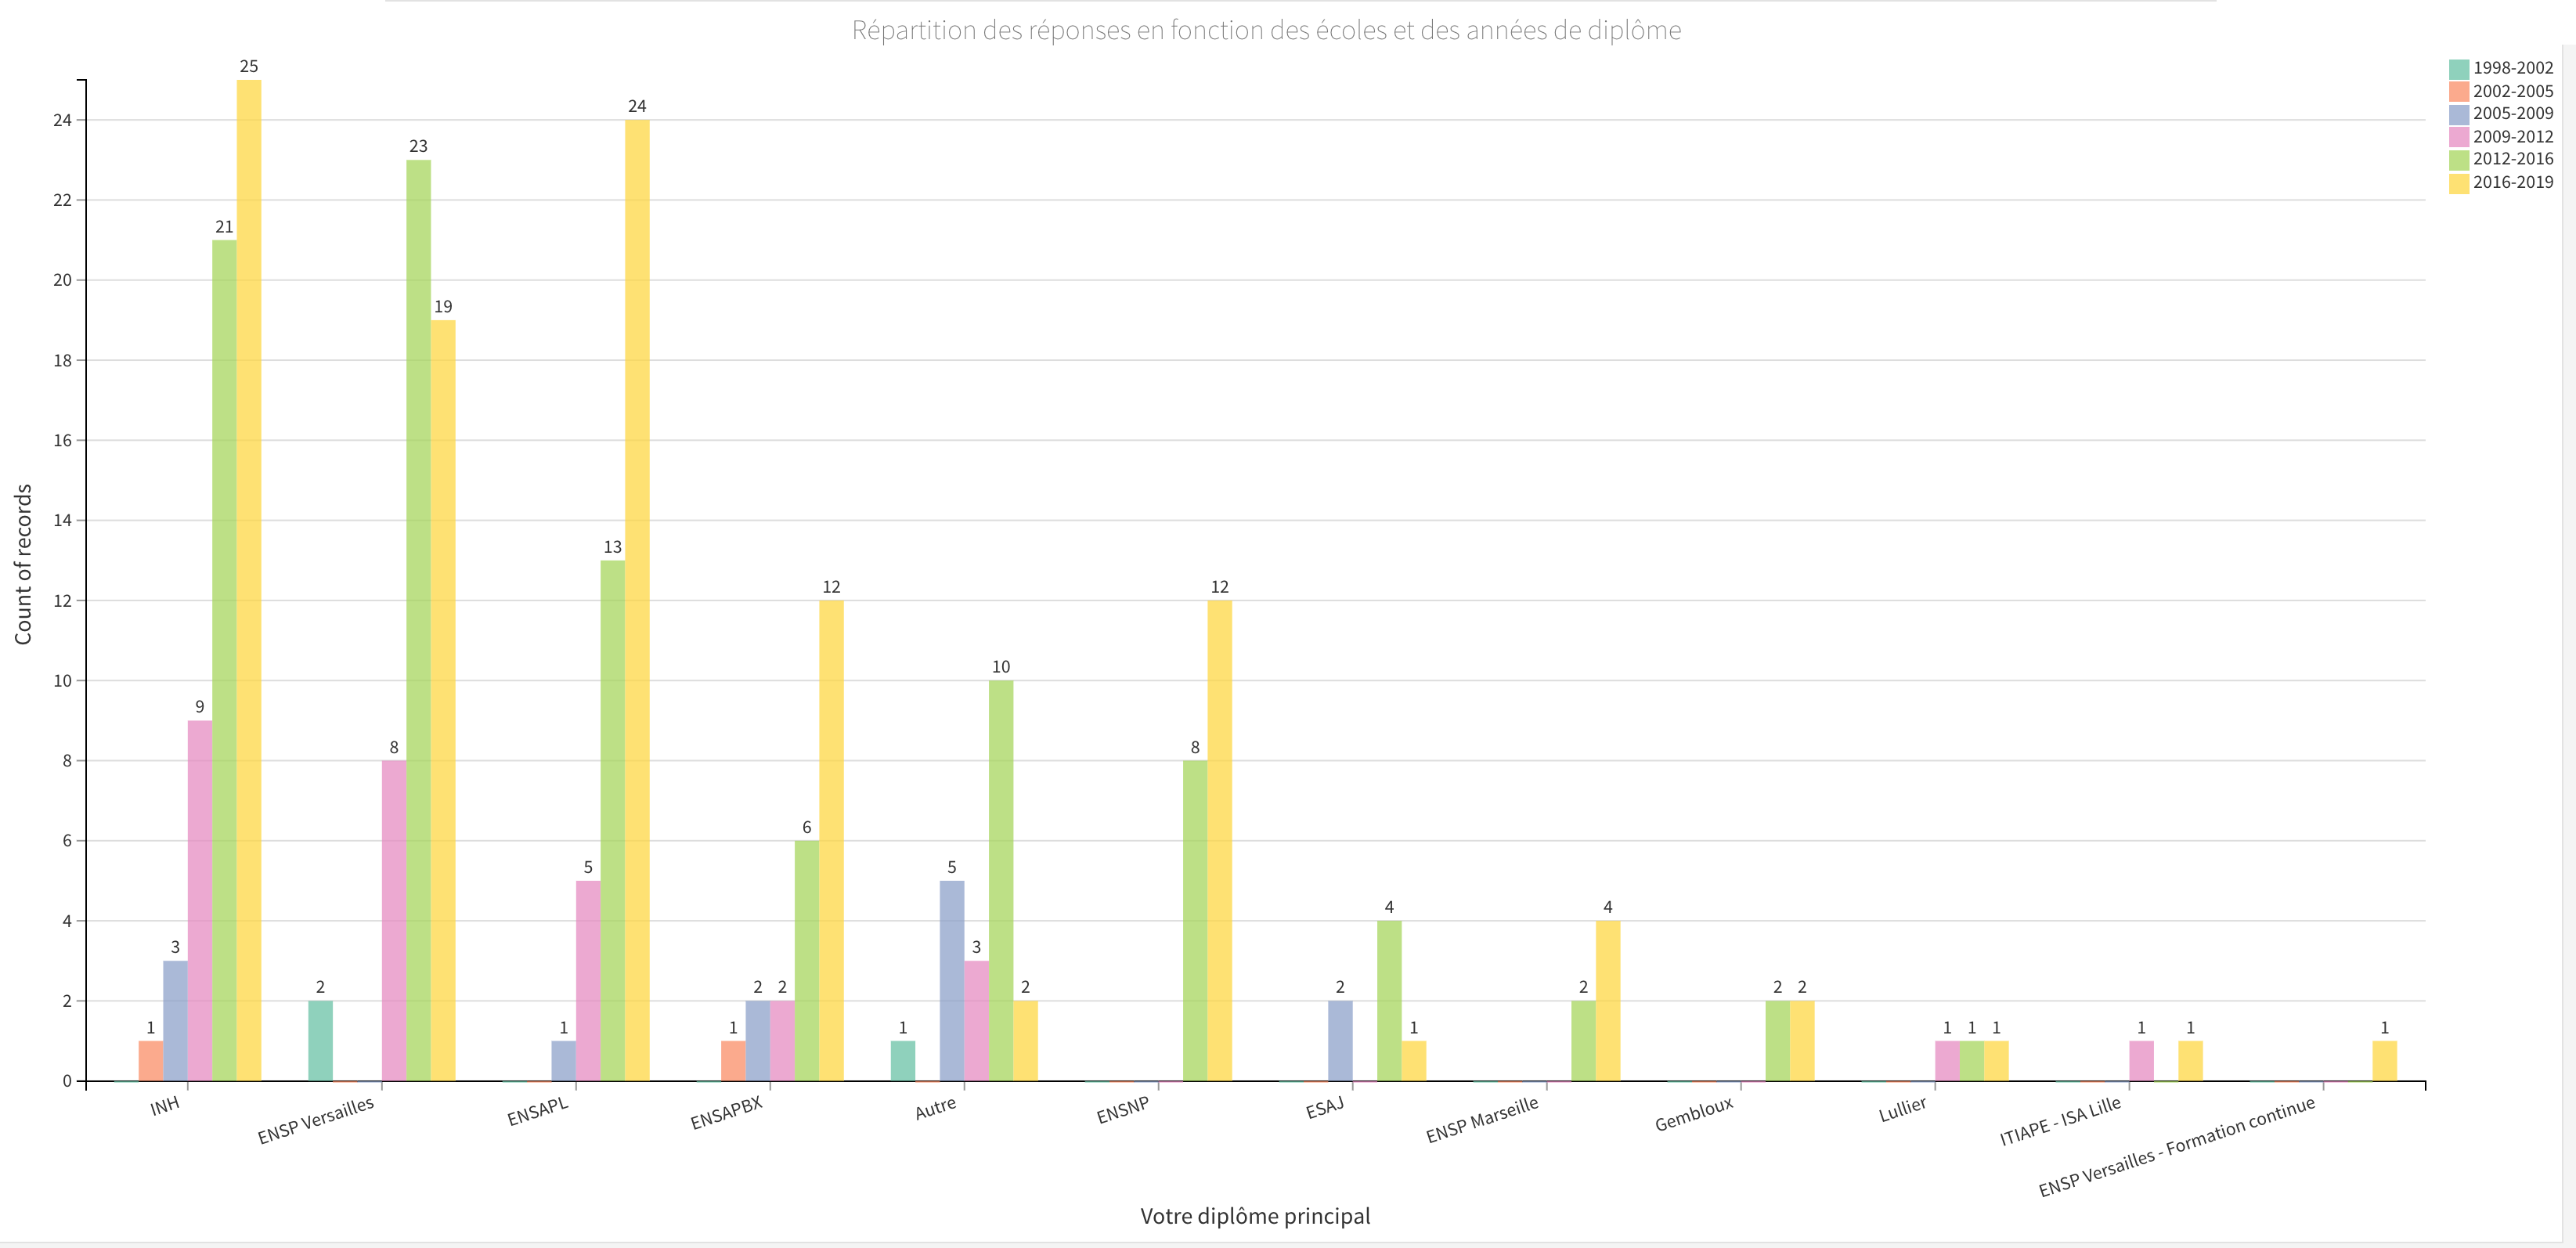 Répartition des réponses en fonction des écoles et des années de diplôme
1998-2002
2002-2005
2005-2009
2009-2012
2012-2016
2016-2019
Count of records
24
22
20
18
16
14
12
10
8
6
4
2
0
1 3 9 21 25
2 8 23 19
1 5 13 24
1 2 2 6 12
1 5 3 10 2
8 12
2 4 1
2 4
2 2
1 1 1
1 1
1
INH
ENSP Versailles
ENSAPL
ENSAPBX
Autre
ENSNP
ESAJ
ENSP Marseille
Gembloux
Lullier
ITIAPE - ISA Lille
ENSP Versailles - Formation continue
Votre diplôme principal